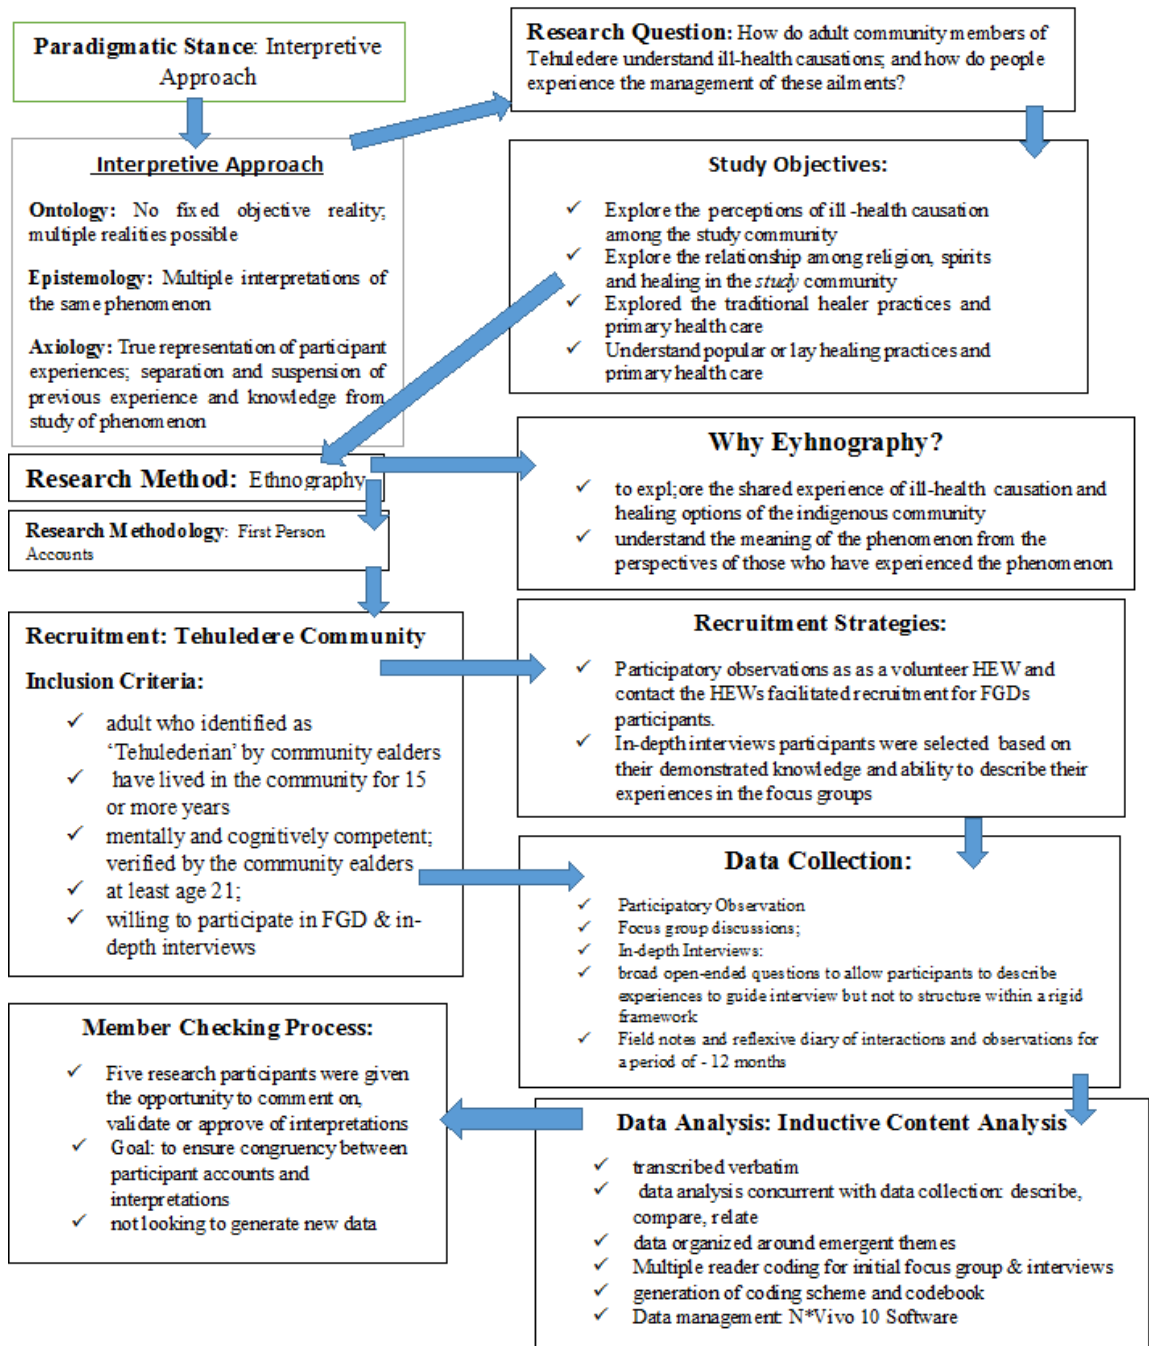 Paradigmatic Stance: Interpretive
Approach
Research Question: How do adult community members of
Tehuledere understand ill-health causations; and how do people
experience the management of these ailments?
Interpretive Approach
Ontology: No fixed objective reality;
multiple realities possible
Epistemology: Multiple interpretations of
the same phenomenon
Axiology: True representation of participant
experiences; separation and suspension of
previous experience and knowledge from
study of phenomenon
Study Objectives:
✓ Explore the perceptions of ill -health causation
among the study community
✓ Explore the relationship among religion, spirits
and healing in the study community
✓ Explored the traditional healer practices and
primary health care
✓ Understand popular or lay healing practices and
primary health care
Research Method: Ethnography
Research Methodology: First Person
Accounts
Why Eyhnography?
✓ to expl;ore the shared experience of ill-health causation and
healing options of the indigenous community
✓ understand the meaning of the phenomenon from the
perspectives of those who have experienced the phenomenon
Recruitment: Tehuledere Community
Inclusion Criteria:
✓ adult who identified as
‘Tehulederian’ by community ealders
✓ have lived in the community for 15
or more years
✓ mentally and cognitively competent;
verified by the community ealders
✓ at least age 21;
✓ willing to participate in FGD & in-
depth interviews
Recruitment Strategies:
✓ Participatory observations as as a volunteer HEW and
contact the HEWs facilitated recruitment for FGDs
participants.
✓ In-depth interviews participants were selected based on
their demonstrated knowledge and ability to describe their
experiences in the focus groups
Data Collection:
✓ Participatory Observation
✓ Focus group discussions;
✓ In-depth Interviews:
✓ broad open-ended questions to allow participants to describe
experiences to guide interview but not to structure within a rigid
framework
✓ Field notes and reflexive diary of interactions and observations for
a period of - 12 months
Member Checking Process:
✓ Five research participants were given
the opportunity to comment on,
validate or approve of interpretations
✓ Goal: to ensure congruency between
participant accounts and
interpretations
✓ not looking to generate new data
Data Analysis: Inductive Content Analysis
✓ transcribed verbatim
✓ data analysis concurrent with data collection: describe,
compare, relate
✓ data organized around emergent themes
✓ Multiple reader coding for initial focus group & interviews
✓ generation of coding scheme and codebook
✓ Data management: N*Vivo 10 Software